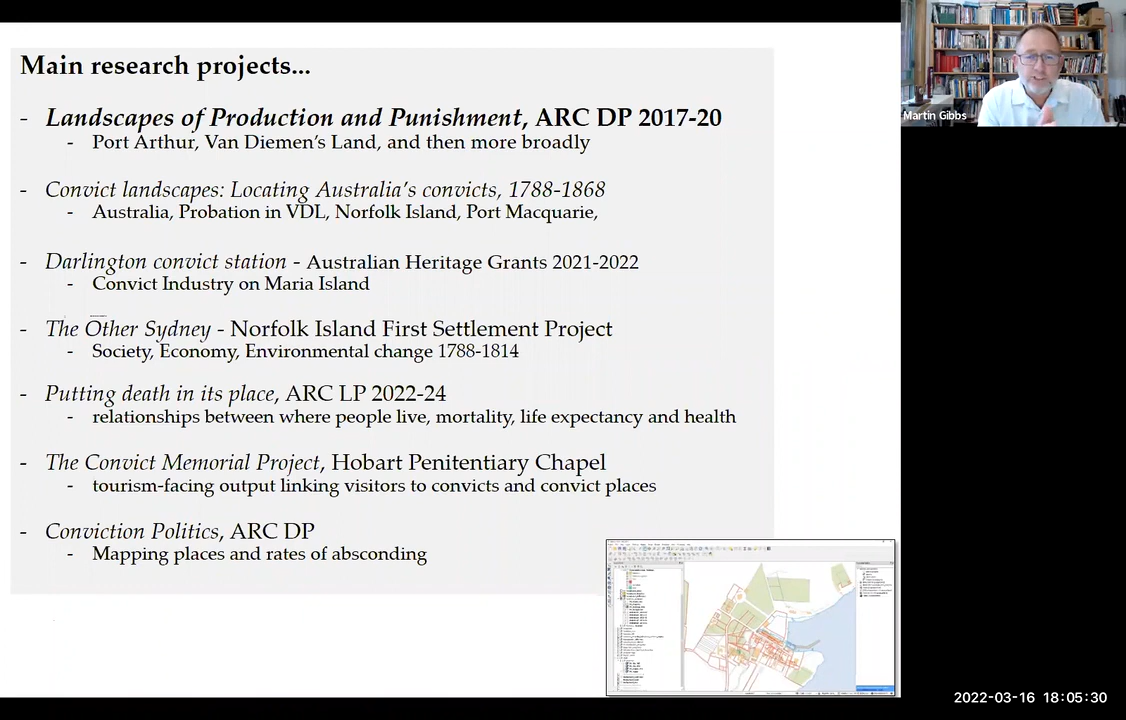 Main research projects...
- Landscapes of Production and Punishment, ARC DP 2017-20
- Port Arthur, Van Diemen's Land, and then more broadly
- Convict landscapes: Locating Australia's convicts, 1788-1868
- Australia, Probation in VDL, Norfolk Island, Port Macquarie,
- Darlington convict station - Australian Heritage Grants 2021-2022
- Convict Industry on Maria Island
- The Other Sydney - Norfolk Island First Settlement Project
- Society, Economy, Environmental change 1788-1814
- Putting death in its place, ARC LP 2022-24
- relationships between where people live, mortality, life expectancy and health
- The Convict Memorial Project, Hobart Penitentiary Chapel
- tourism-facing output linking visitors to convicts and convict places
- Conviction Politics, ARC DP
- Mapping places and rates of absconding
Martin Gibbs
2022-03-16 18:05:30